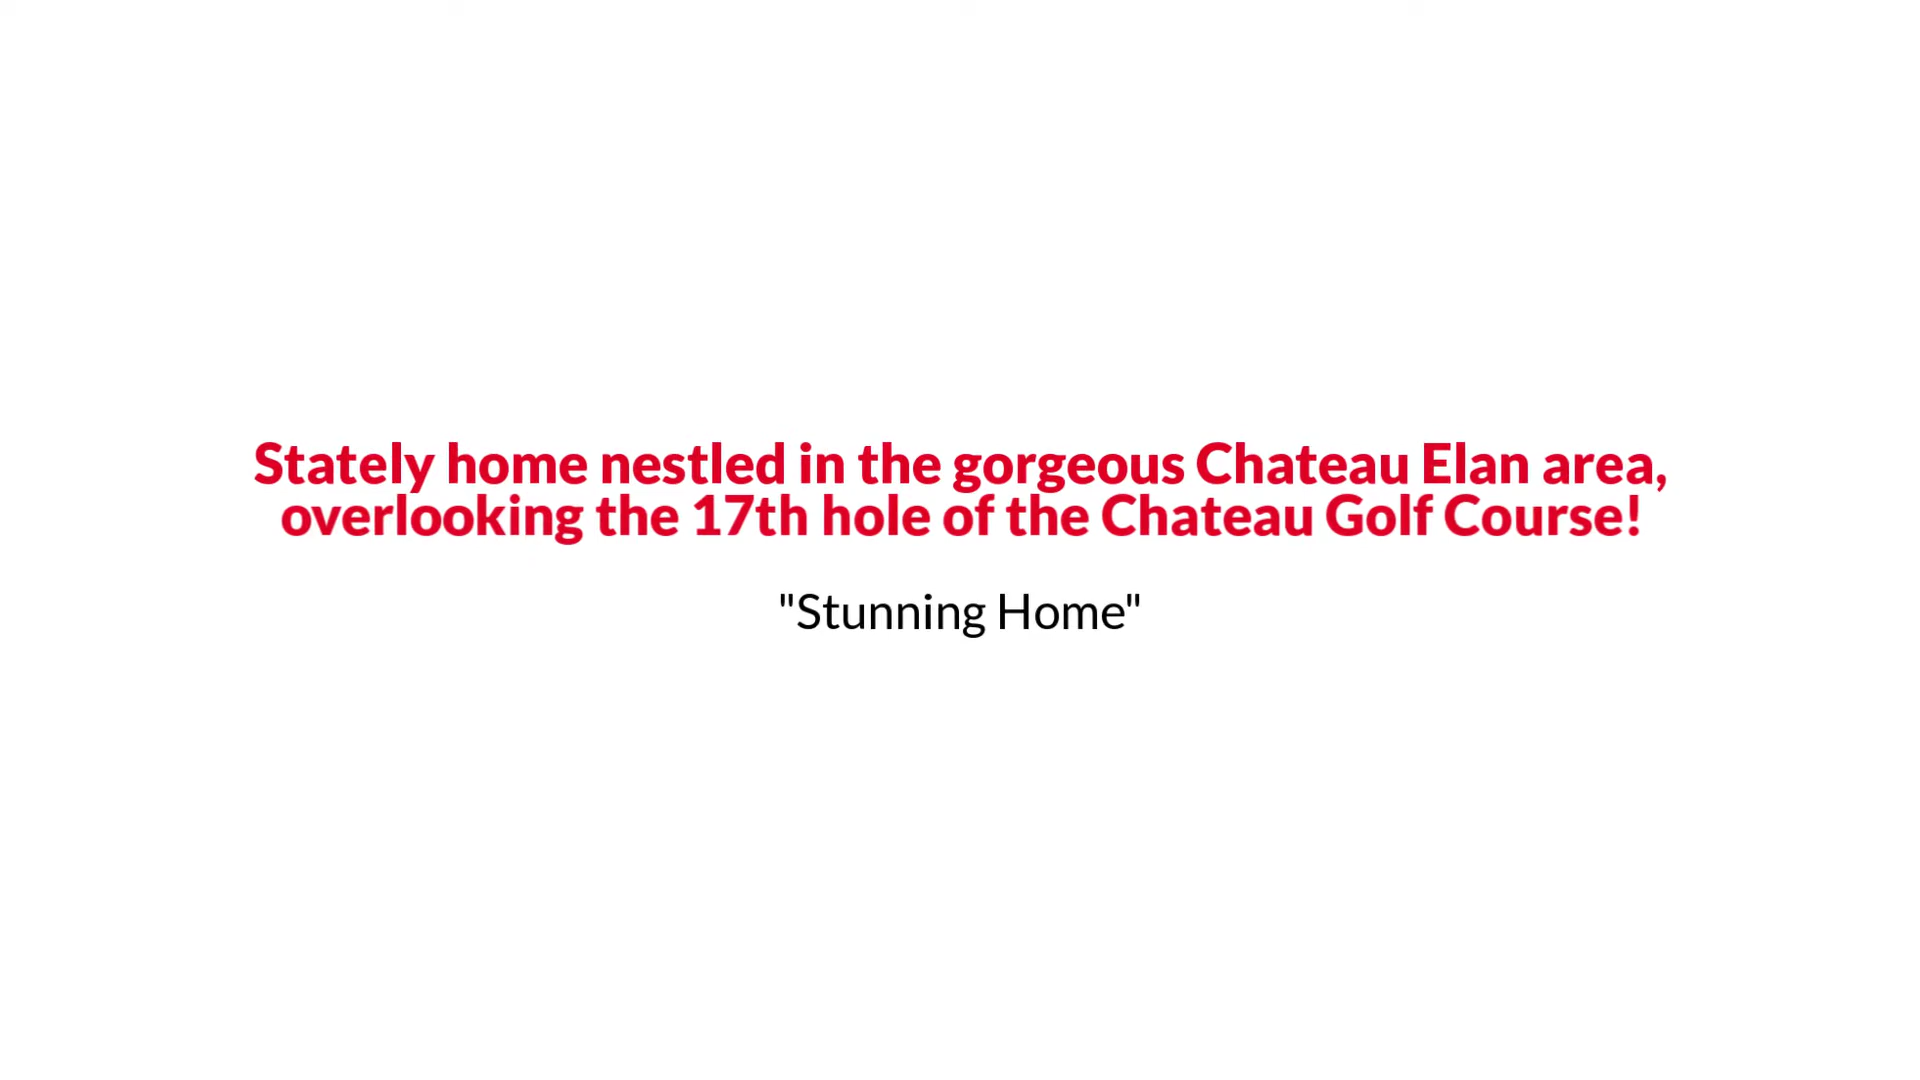 Stately home nestled in the gorgeous Chateau Elan area,
overlooking the 17th hole of the Chateau Golf Course!
"Stunning Home"